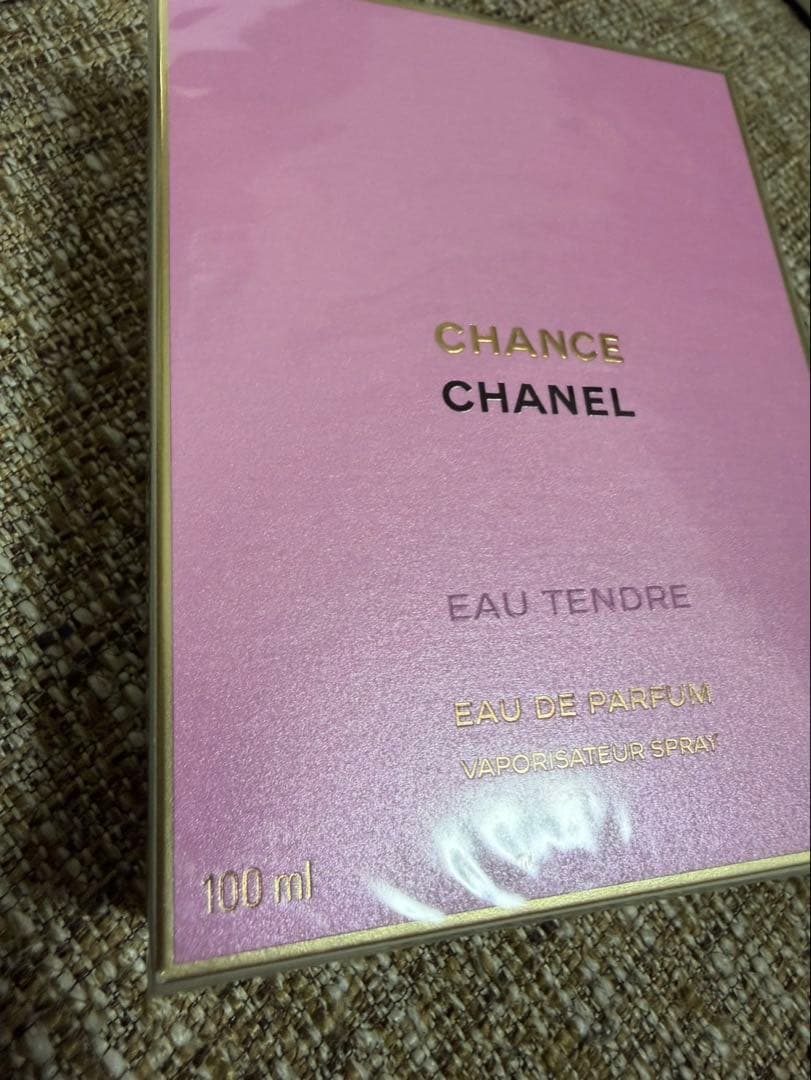 CHANCE
CHANEL
EAU TENDRE
EAU DE PARFUM
VAPORISATEUR SPRAY
100 ml